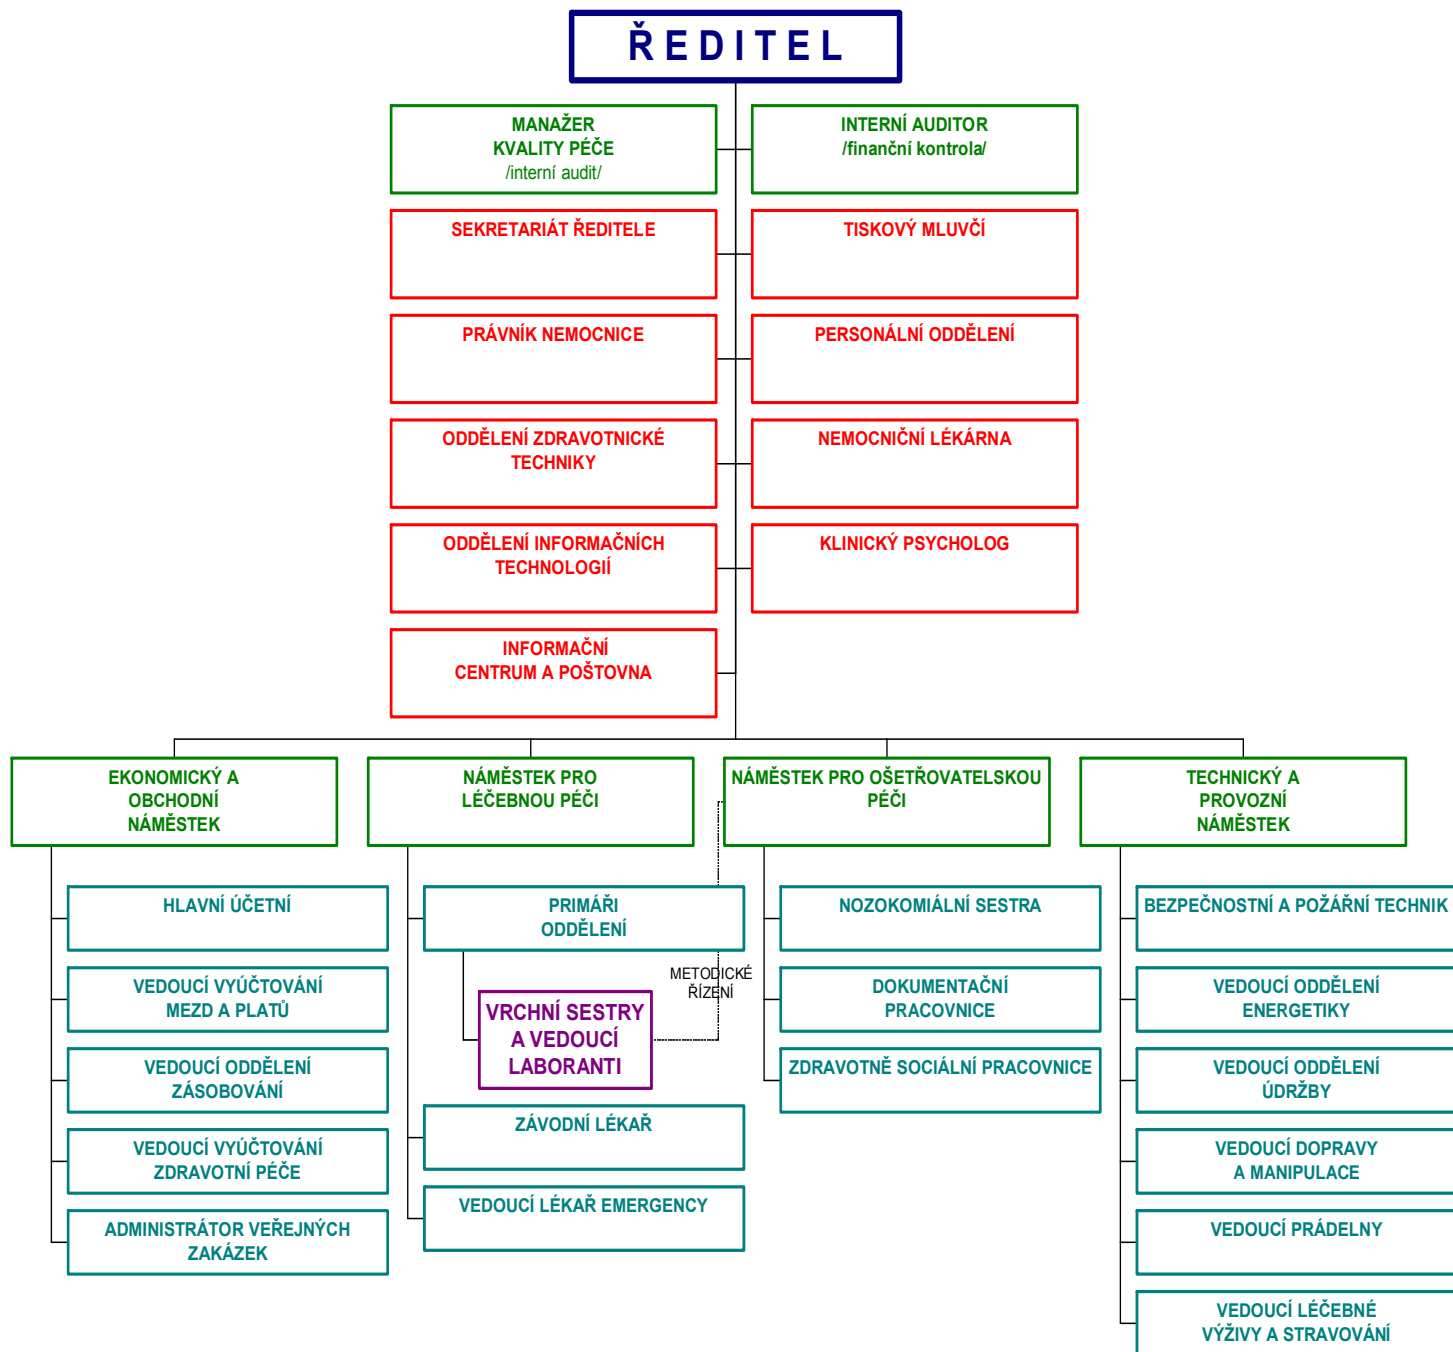 ŘEDITEL
MANAŽER
KVALITY PÉČE
/interní audit/
INTERNÍ AUDITOR
/finanční kontrola/
SEKRETARIÁT ŘEDITELE
TISKOVÝ MLUVČÍ
PRÁVNÍK NEMOCNICE
PERSONÁLNÍ ODDĚLENÍ
ODDĚLENÍ ZDRAVOTNICKÉ
TECHNIKY
NEMOCNIČNÍ LÉKÁRNA
ODDĚLENÍ INFORMAČNÍCH
TECHNOLOGIÍ
KLINICKÝ PSYCHOLOG
INFORMAČNÍ
CENTRUM A POŠTOVNA
EKONOMICKÝ A
OBCHODNÍ
NÁMĚSTEK
NÁMĚSTEK PRO
LÉČEBNOU PÉČI
NÁMĚSTEK PRO OŠETŘOVATELSKOU
PÉČI
TECHNICKÝ A
PROVOZNÍ
NÁMĚSTEK
HLAVNÍ ÚČETNÍ
VEDOUCÍ VYÚČTOVÁNÍ
MEZD A PLATŮ
VEDOUCÍ ODDĚLENÍ
ZÁSOBOVÁNÍ
VEDOUCÍ VYÚČTOVÁNÍ
ZDRAVOTNÍ PÉČE
ADMINISTRÁTOR VEŘEJNÝCH
ZAKÁZEK
PRIMÁŘI
ODDĚLENÍ
METODICKÉ
ŘÍZENÍ
VRCHNÍ SESTRY
A VEDOUCÍ
LABORANTI
ZÁVODNÍ LÉKAŘ
VEDOUCÍ LÉKAŘ EMERGENCY
NOZOKOMIÁLNÍ SESTRA
DOKUMENTAČNÍ
PRACOVNICE
ZDRAVOTNĚ SOCIÁLNÍ PRACOVNICE
BEZPEČNOSTNÍ A POŽÁŘNÍ TECHNIK
VEDOUCÍ ODDĚLENÍ
ENERGETIKY
VEDOUCÍ ODDĚLENÍ
ÚDRŽBY
VEDOUCÍ DOPRAVY
A MANIPULACE
VEDOUCÍ PRÁDELNY
VEDOUCÍ LÉČEBNÉ
VÝŽIVY A STRAVOVÁNÍ